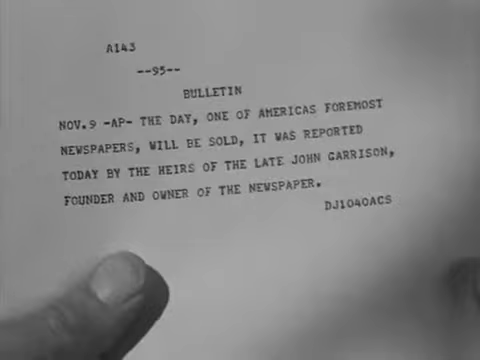 A143
--95--
BULLETIN
NOV.9 -AP- THE DAY, ONE OF AMERICAS FOREMOST
NEWSPAPERS, WILL BE SOLD, IT WAS REPORTED
TODAY BY THE HEIRS OF THE LATE JOHN GARRISON,
FOUNDER AND OWNER OF THE NEWSPAPER.
DJ1040ACS